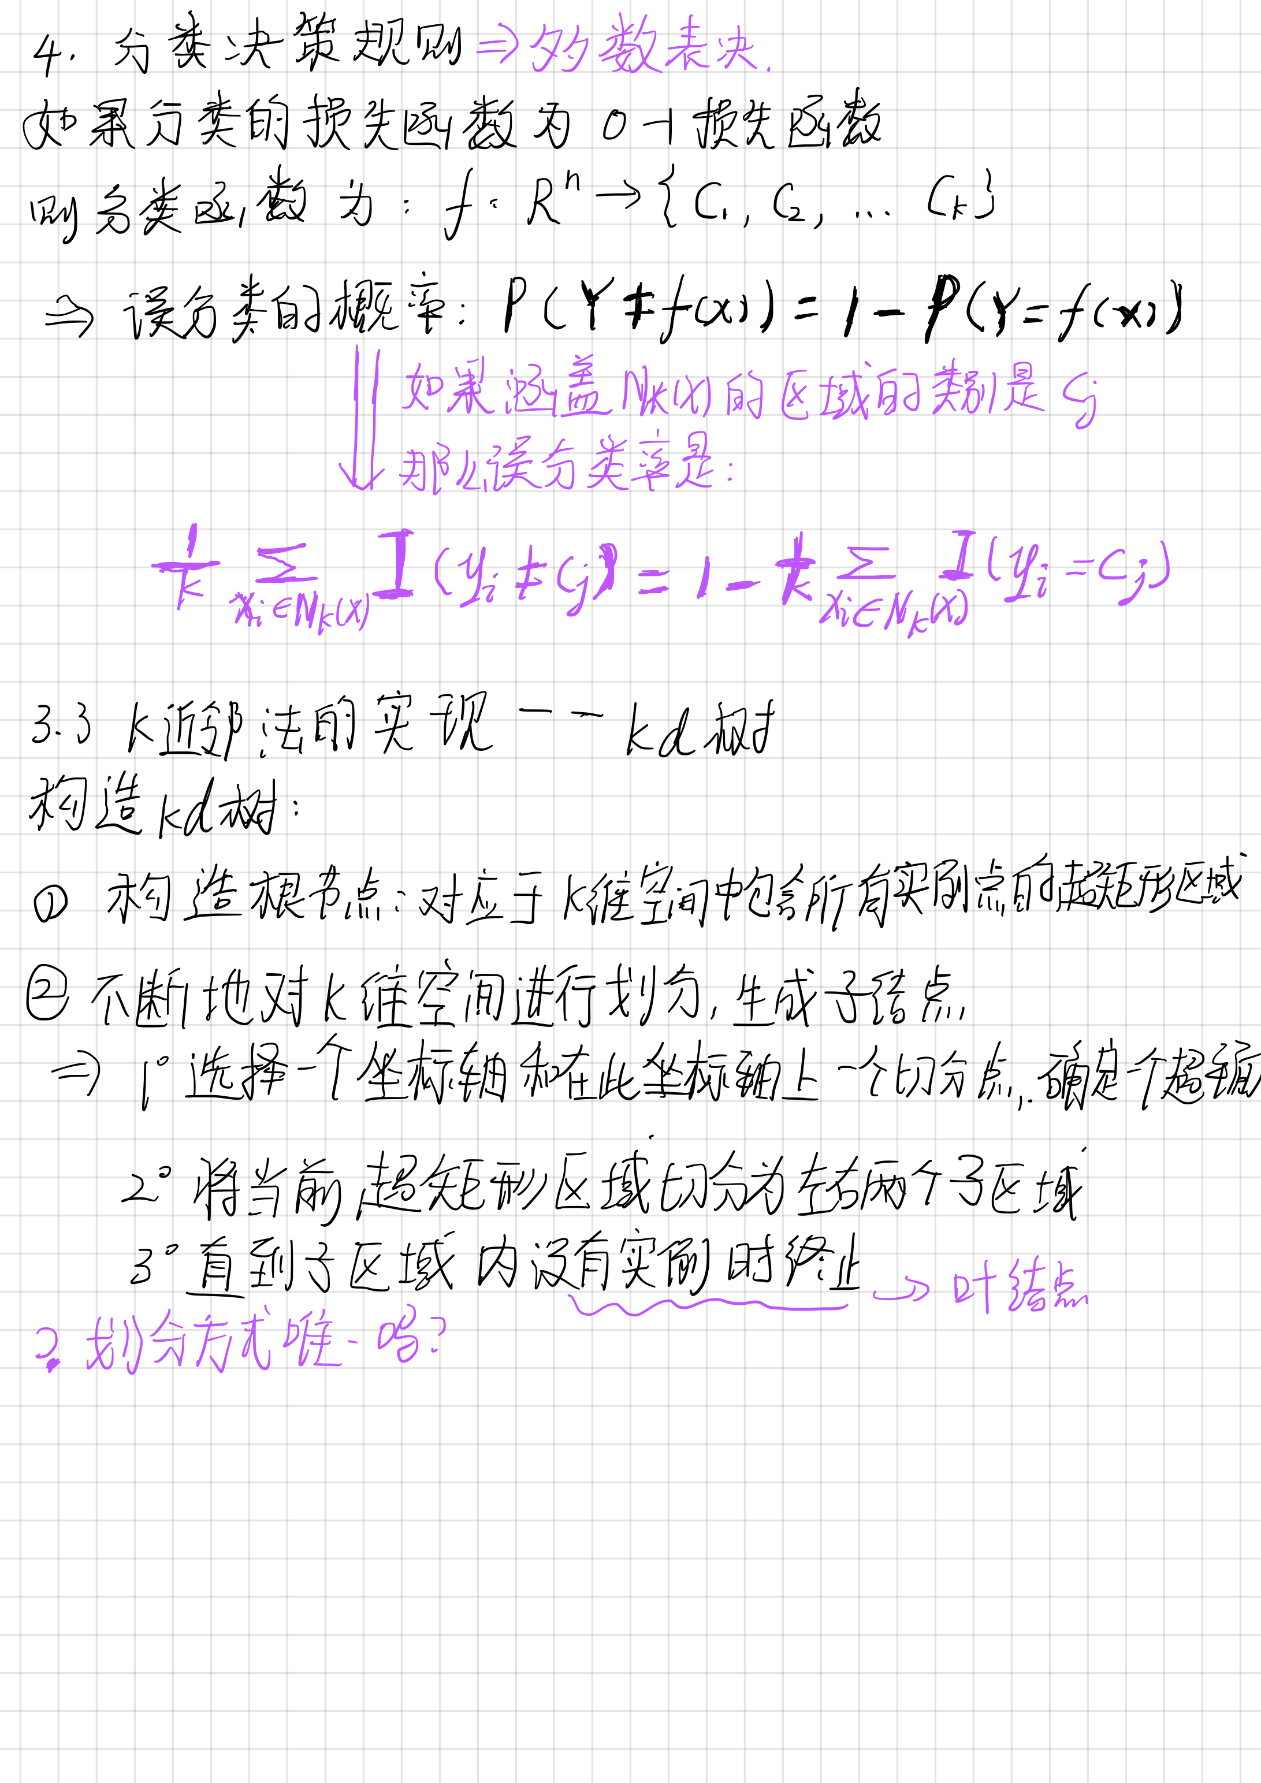 4. 分类决策规则 ⇒ 多数表决.
如果分类的损失函数为 0-1 损失函数
则分类函数为: f: Rⁿ → {C₁, C₂, ... Cₖ}
⇒ 误分类的概率: P(Y≠f(x)) = 1 - P(Y=f(x))
如果涵盖Nk(x)的区域的类别是 Cj
那么误分类率是:
1/k ∑_{xi∈Nk(x)} I(yi≠Cj) = 1 - 1/k ∑_{xi∈Nk(x)} I(yi=Cj)
3.3 k近邻法的实现 —— kd树
构造kd树:
① 构造根节点: 对应于 K维空间中包含所有实例点的超矩形区域
② 不断地对k维空间进行划分, 生成子结点,
⇒ 1° 选择一个坐标轴和在此坐标轴上一个切分点, 确定一个超
2° 将当前超矩形区域切分为左右两个子区域
3° 直到子区域内没有实例时终止 → 叶结点
?. 划分方式唯一吗?